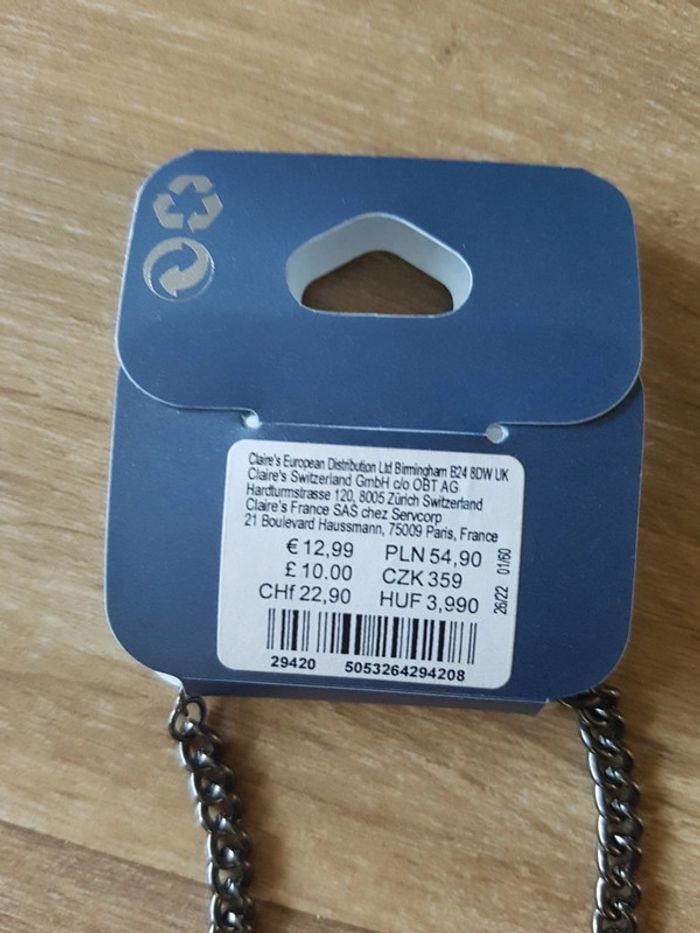 Claire's European Distribution Ltd Birmingham B24 8DW UK
Claire's Switzerland GmbH c/o OBT AG
Hardturmstrasse 120, 8005 Zürich Switzerland
Claire's France SAS chez Servcorp
21 Boulevard Haussmann, 75009 Paris, France
€ 12,99 PLN 54,90
£ 10.00 CZK 359
CHf 22,90 HUF 3,990
26/22 01/60
29420 5053264294208